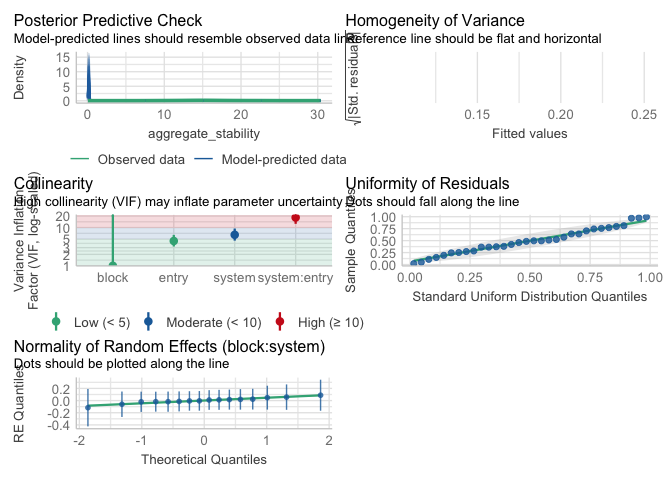 Posterior Predictive Check
Model-predicted lines should resemble observed data line
Density
15
10
5
0
0
10
20
30
aggregate_stability
Observed data
Model-predicted data
Homogeneity of Variance
Reference line should be flat and horizontal
√|Std. residuals|
0.15
0.20
0.25
Fitted values
Collinearity
High collinearity (VIF) may inflate parameter uncertainty
Variance Inflation
Factor (VIF, log-scaled)
20
10
5
3
2
1
block
entry
system
system:entry
Low (< 5)
Moderate (< 10)
High (≥ 10)
Uniformity of Residuals
Dots should fall along the line
Sample Quantiles
1.00
0.75
0.50
0.25
0.00
0.00
0.25
0.50
0.75
1.00
Standard Uniform Distribution Quantiles
Normality of Random Effects (block:system)
Dots should be plotted along the line
RE Quantiles
0.2
0.0
-0.2
-0.4
-2
-1
0
1
2
Theoretical Quantiles